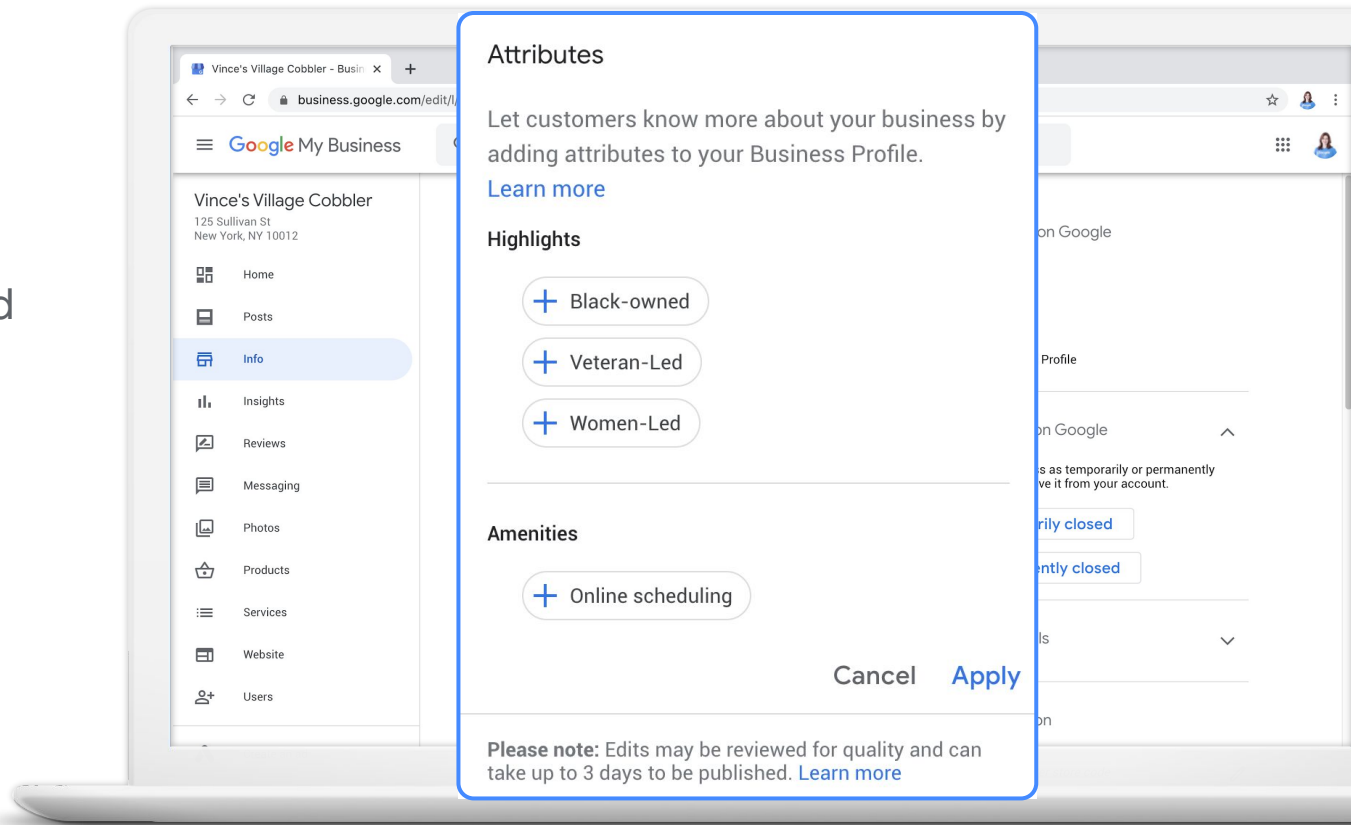 d
Vince's Village Cobbler - Busin
business.google.com/edit/l/
Google My Business
Vince's Village Cobbler
125 Sullivan St
New York, NY 10012
Home
Posts
Info
Insights
Reviews
Messaging
Photos
Products
Services
Website
Users
Attributes
Let customers know more about your business by
adding attributes to your Business Profile.
Learn more
Highlights
Black-owned
Veteran-Led
Women-Led
Amenities
Online scheduling
Cancel Apply
Please note: Edits may be reviewed for quality and can
take up to 3 days to be published. Learn more
on Google
Profile
on Google
s as temporarily or permanently
ve it from your account.
rily closed
ently closed
ls
on